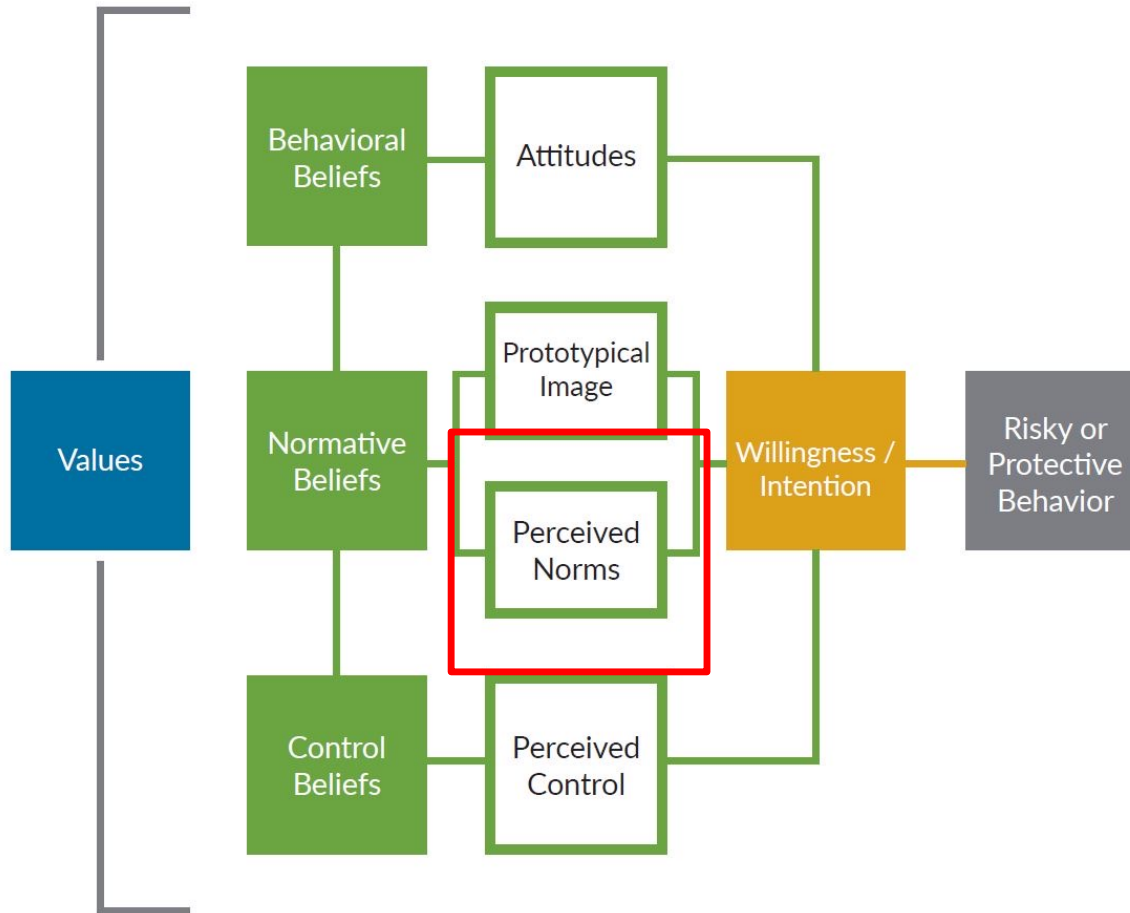 Behavioral
Beliefs
Attitudes
Prototypical
Image
Values
Normative
Beliefs
Willingness /
Intention
Risky or
Protective
Behavior
Perceived
Norms
Control
Beliefs
Perceived
Control